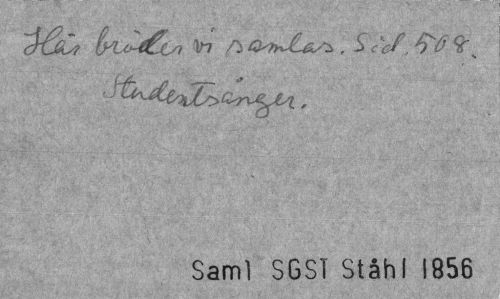 Här bröder vi samlas. Sid. 508.
Studentsånger.
Saml SGST Ståhl 1856